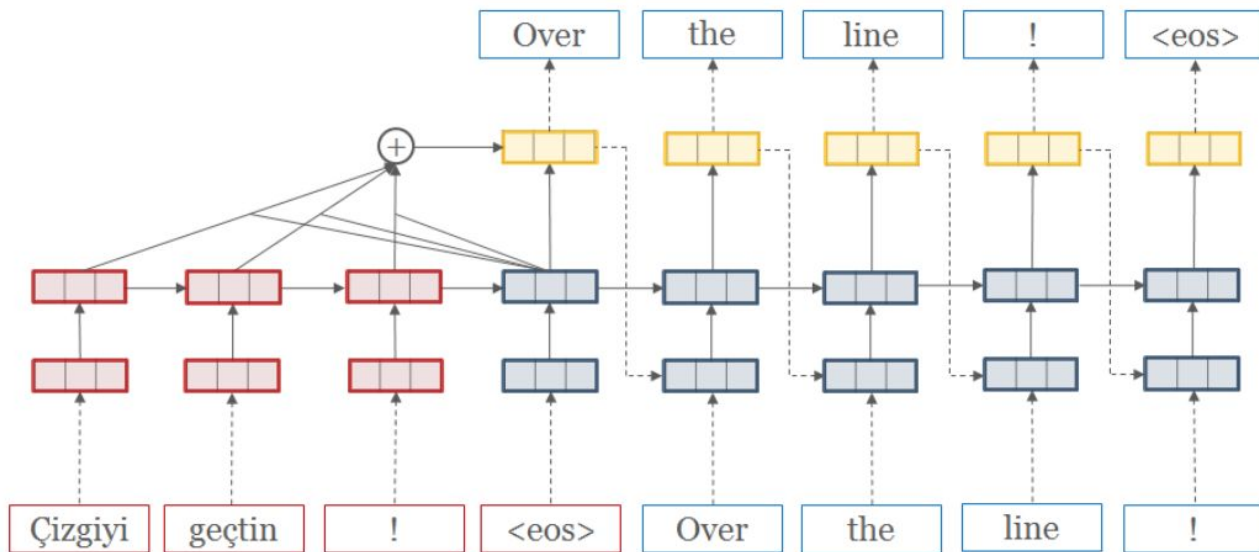 Over the line ! <eos>
+
Çizgiyi geçtin ! <eos> Over the line !